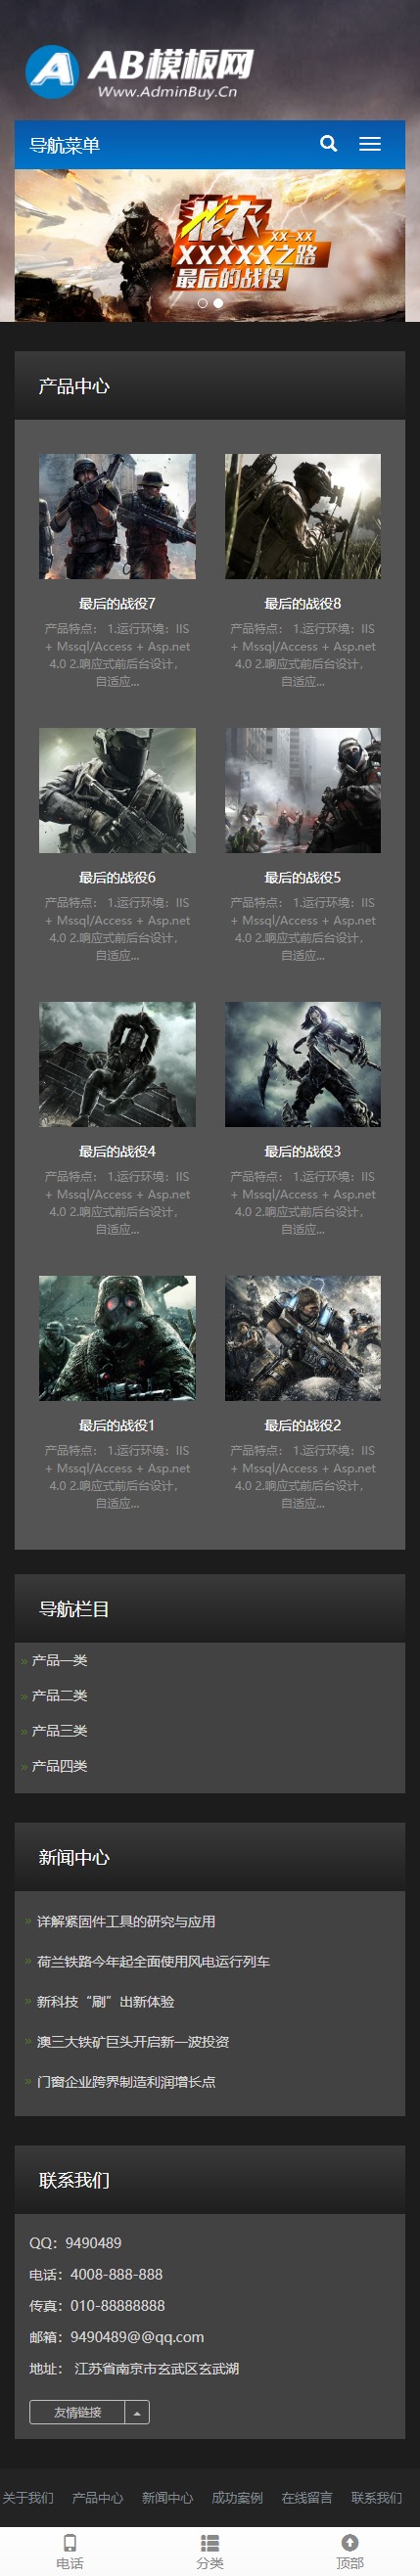 AB模板网
Www.AdminBuy.Cn
导航菜单
XX-XX
XXXXX之路
最后的战役
产品中心
最后的战役7
产品特点： 1.运行环境：IIS
+ Mssql/Access + Asp.net
4.0 2.响应式前后台设计，
自适应...
最后的战役8
产品特点： 1.运行环境：IIS
+ Mssql/Access + Asp.net
4.0 2.响应式前后台设计，
自适应...
最后的战役6
产品特点： 1.运行环境：IIS
+ Mssql/Access + Asp.net
4.0 2.响应式前后台设计，
自适应...
最后的战役5
产品特点： 1.运行环境：IIS
+ Mssql/Access + Asp.net
4.0 2.响应式前后台设计，
自适应...
最后的战役4
产品特点： 1.运行环境：IIS
+ Mssql/Access + Asp.net
4.0 2.响应式前后台设计，
自适应...
最后的战役3
产品特点： 1.运行环境：IIS
+ Mssql/Access + Asp.net
4.0 2.响应式前后台设计，
自适应...
最后的战役1
产品特点： 1.运行环境：IIS
+ Mssql/Access + Asp.net
4.0 2.响应式前后台设计，
自适应...
最后的战役2
产品特点： 1.运行环境：IIS
+ Mssql/Access + Asp.net
4.0 2.响应式前后台设计，
自适应...
导航栏目
» 产品一类
» 产品二类
» 产品三类
» 产品四类
新闻中心
» 详解紧固件工具的研究与应用
» 荷兰铁路今年起全面使用风电运行列车
» 新科技“刷”出新体验
» 澳三大铁矿巨头开启新一波投资
» 门窗企业跨界制造利润增长点
联系我们
QQ：9490489
电话：4008-888-888
传真：010-88888888
邮箱：9490489@@qq.com
地址： 江苏省南京市玄武区玄武湖
友情链接
关于我们 产品中心 新闻中心 成功案例 在线留言 联系我们
电话 分类 顶部